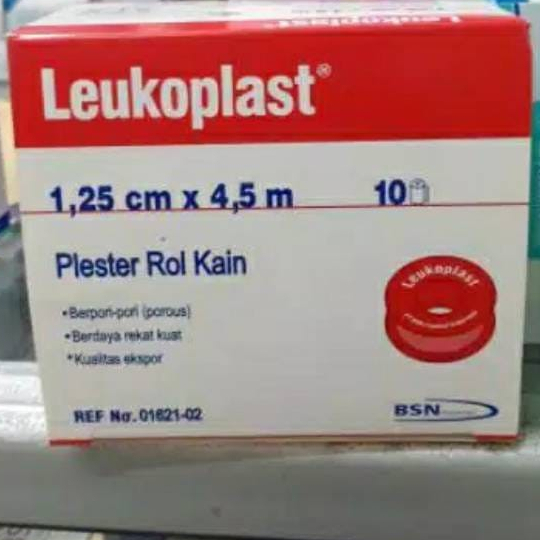 Leukoplast
Leukoplast®
1,25 cm x 4,5 m 10
Plester Rol Kain
•Berpori-pori (porous)
•Berdaya rekat kuat
*Kualitas ekspor
Leukoplast
REF No. 01621-02
BSN